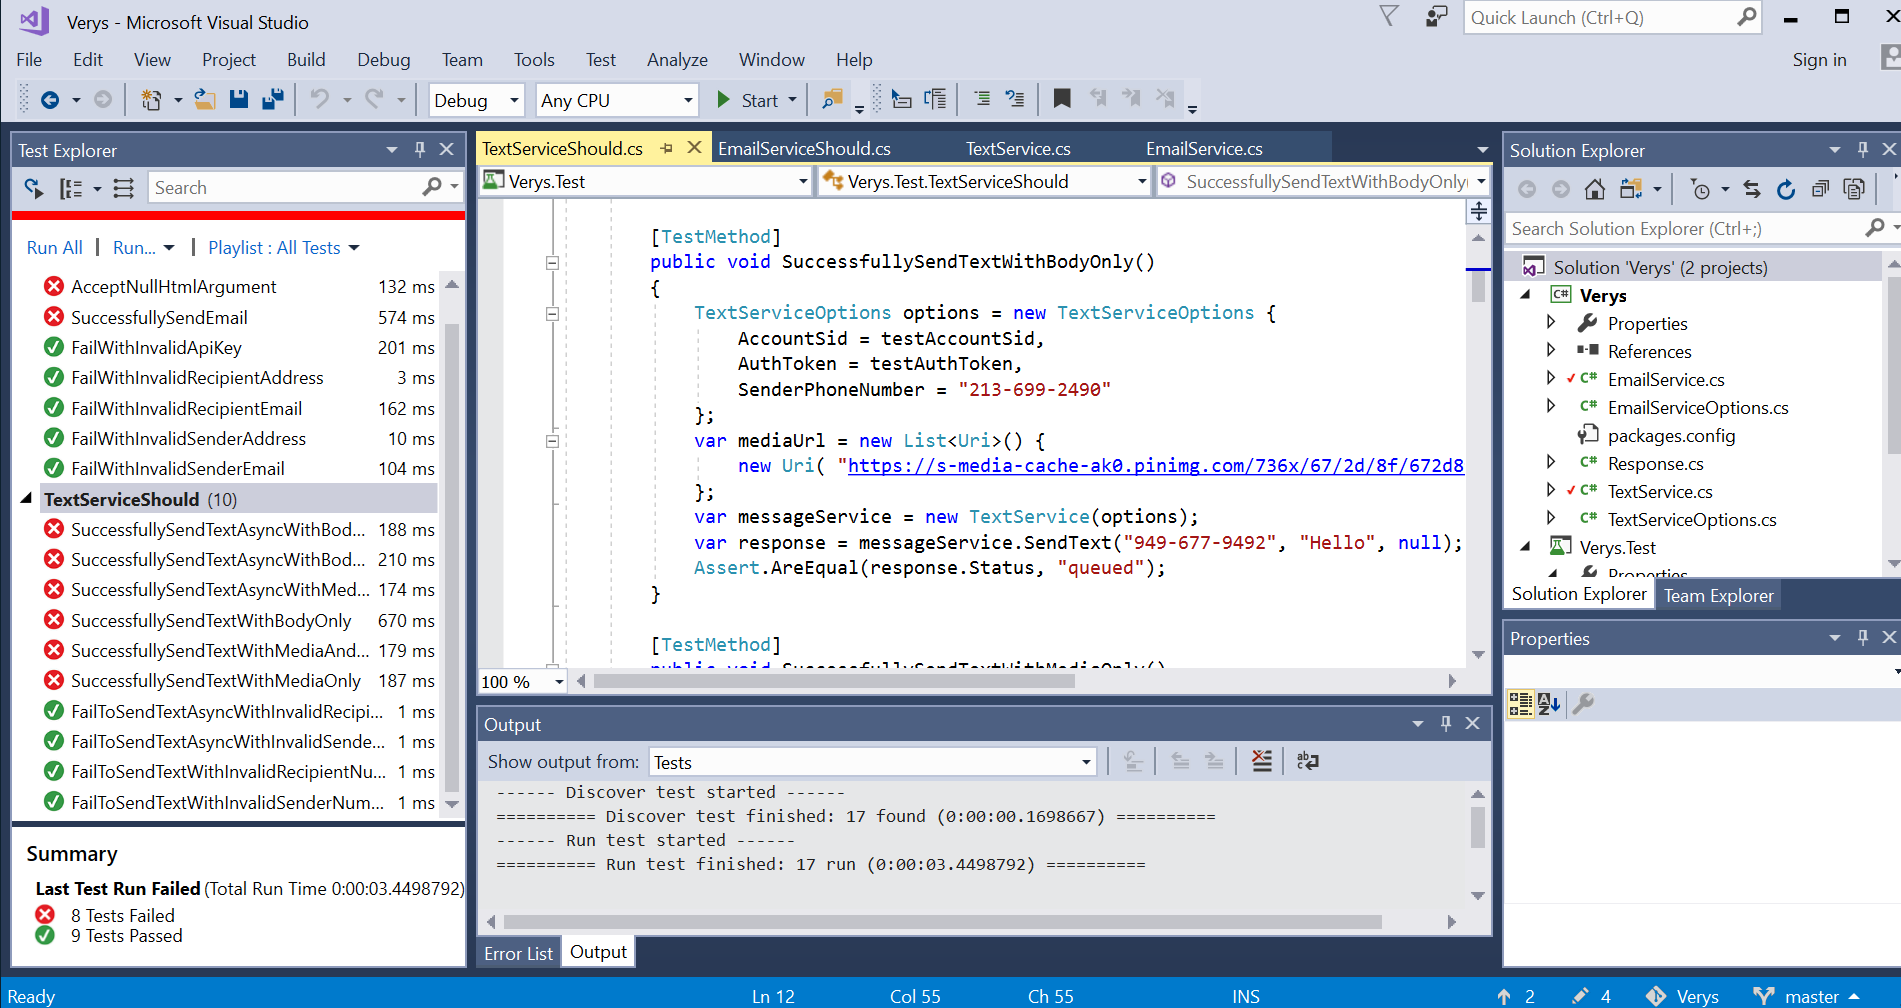 Verys - Microsoft Visual Studio
Quick Launch (Ctrl+Q)
File Edit View Project Build Debug Team Tools Test Analyze Window Help
Sign in
Debug Any CPU Start
Test Explorer
Search
Run All | Run... | Playlist : All Tests
AcceptNullHtmlArgument 132 ms
SuccessfullySendEmail 574 ms
FailWithInvalidApiKey 201 ms
FailWithInvalidRecipientAddress 3 ms
FailWithInvalidRecipientEmail 162 ms
FailWithInvalidSenderAddress 10 ms
FailWithInvalidSenderEmail 104 ms
TextServiceShould (10)
SuccessfullySendTextAsyncWithBod... 188 ms
SuccessfullySendTextAsyncWithBod... 210 ms
SuccessfullySendTextAsyncWithMed... 174 ms
SuccessfullySendTextWithBodyOnly 670 ms
SuccessfullySendTextWithMediaAnd... 179 ms
SuccessfullySendTextWithMediaOnly 187 ms
FailToSendTextAsyncWithInvalidRecipi... 1 ms
FailToSendTextAsyncWithInvalidSende... 1 ms
FailToSendTextWithInvalidRecipientNu... 1 ms
FailToSendTextWithInvalidSenderNum... 1 ms
Summary
Last Test Run Failed (Total Run Time 0:00:03.4498792)
8 Tests Failed
9 Tests Passed
TextServiceShould.cs EmailServiceShould.cs TextService.cs EmailService.cs
Verys.Test Verys.Test.TextServiceShould SuccessfullySendTextWithBodyOnly(
[TestMethod]
public void SuccessfullySendTextWithBodyOnly()
{
TextServiceOptions options = new TextServiceOptions {
AccountSid = testAccountSid,
AuthToken = testAuthToken,
SenderPhoneNumber = "213-699-2490"
};
var mediaUrl = new List<Uri>() {
new Uri( "https://s-media-cache-ak0.pinimg.com/736x/67/2d/8f/672d8
};
var messageService = new TextService(options);
var response = messageService.SendText("949-677-9492", "Hello", null);
Assert.AreEqual(response.Status, "queued");
}
[TestMethod]
public void SuccessfullySendTextWithMediaOnly()
100 %
Output
Show output from: Tests
------ Discover test started ------
========== Discover test finished: 17 found (0:00:00.1698667) ==========
------ Run test started ------
========== Run test finished: 17 run (0:00:03.4498792) ==========
Error List Output
Solution Explorer
Search Solution Explorer (Ctrl+;)
Solution 'Verys' (2 projects)
C# Verys
Properties
References
C# EmailService.cs
C# EmailServiceOptions.cs
packages.config
C# Response.cs
C# TextService.cs
C# TextServiceOptions.cs
Verys.Test
Properties
Solution Explorer Team Explorer
Properties
Ready Ln 12 Col 55 Ch 55 INS 2 4 Verys master